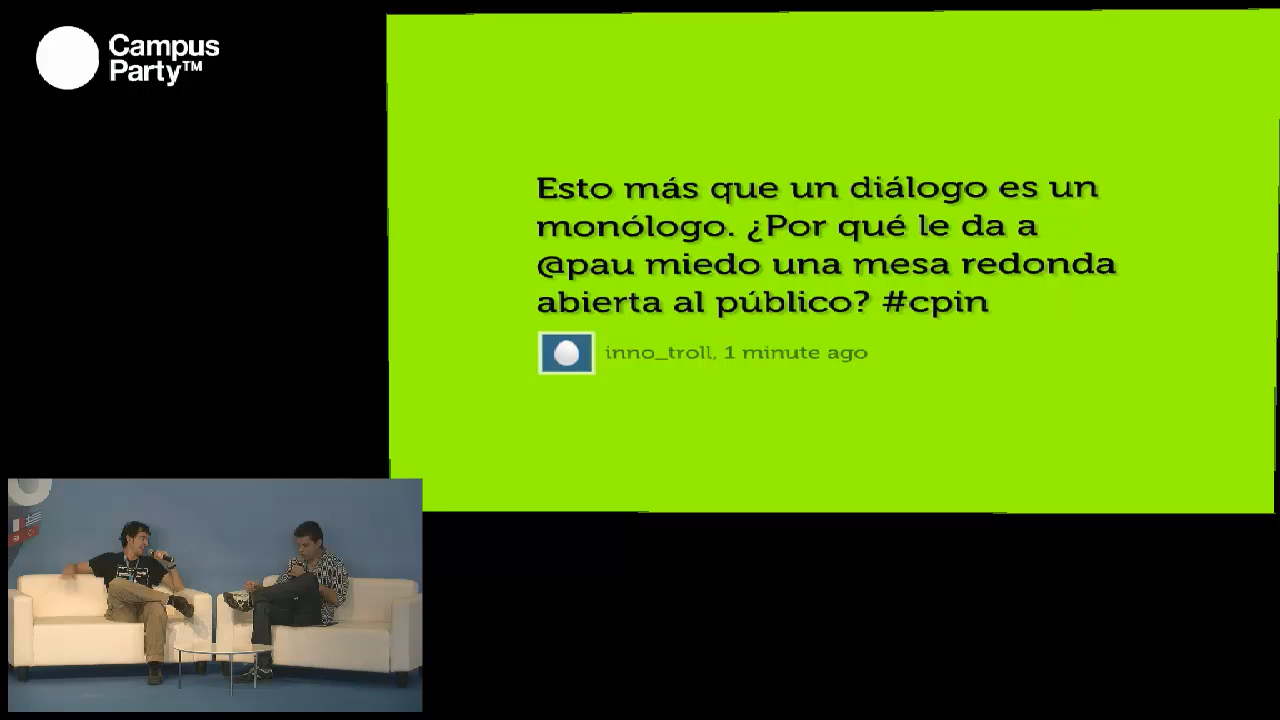 Campus
Party™
Esto más que un diálogo es un
monólogo. ¿Por qué le da a
@pau miedo una mesa redonda
abierta al público? #cpin
inno_troll, 1 minute ago